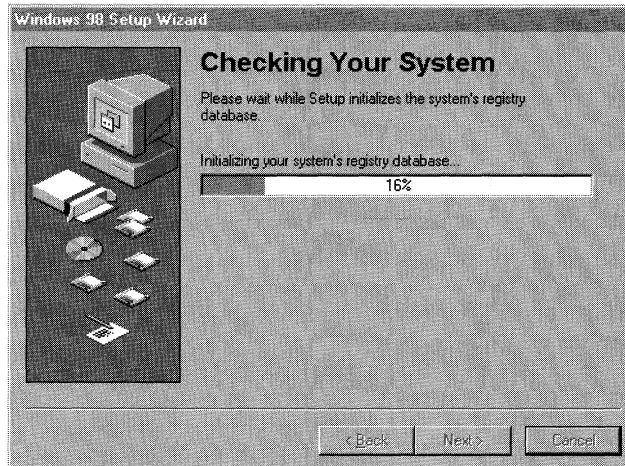 Windows 98 Setup Wizard
Checking Your System
Please wait while Setup initializes the system's registry
database.
Initializing your system's registry database...
16%
< Back
Next >
Cancel